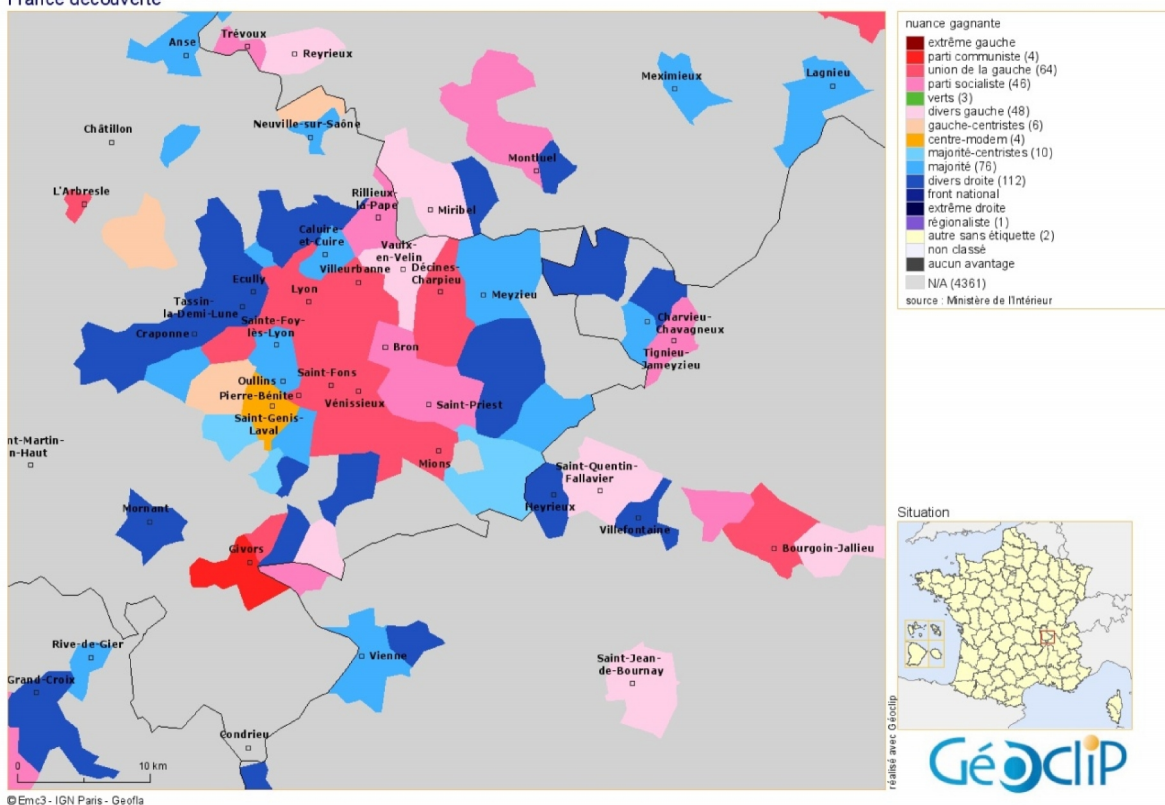 France découverte
Anse
Trévoux
Reyrieux
Meximieux
Lagnieu
Châtillon
Neuville-sur-Saône
Montluel
L'Arbresle
Rillieux-
la-Pape
Miribel
Caluire-
et-Cuire
Vaulx-
en-Velin
Villeurbanne
Décines-
Charpieu
Ecully
Lyon
Meyzieu
Tassin-
la-Demi-Lune
Sainte-Foy-
lès-Lyon
Craponne
Charvieu-
Chavagneux
Bron
Tignieu-
Jameyzieu
Oullins
Saint-Fons
Pierre-Bénite
Vénissieux
Saint-Priest
Saint-Genis-
Laval
nt-Martin-
n-Haut
Mions
Saint-Quentin-
Fallavier
Heyrieux
Mornant
Villefontaine
Givors
Bourgoin-Jallieu
Rive-de-Gier
Vienne
Saint-Jean-
de-Bournay
Grand-Croix
Condrieu
0 10 km
©Emc3 - IGN Paris - Geofla
nuance gagnante
extrême gauche
parti communiste (4)
union de la gauche (64)
parti socialiste (46)
verts (3)
divers gauche (48)
gauche-centristes (6)
centre-modem (4)
majorité-centristes (10)
majorité (76)
divers droite (112)
front national
extrême droite
régionaliste (1)
autre sans étiquette (2)
non classé
aucun avantage
N/A (4361)
source : Ministère de l'Intérieur
Situation
réalisé avec Géoclip
GéOcliP